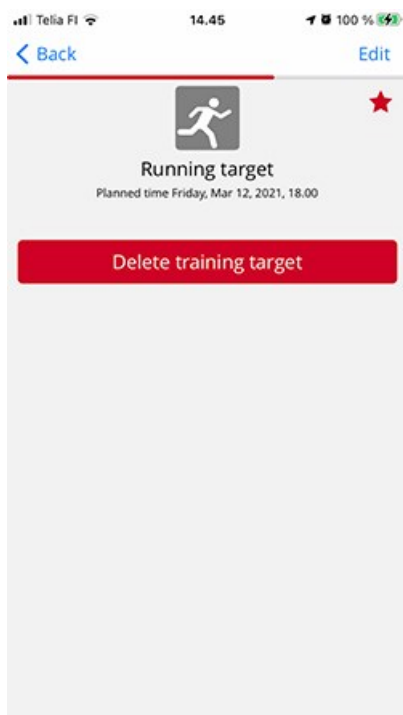 Telia FI 14.45 100 %
Back Edit
Running target
Planned time Friday, Mar 12, 2021, 18.00
Delete training target